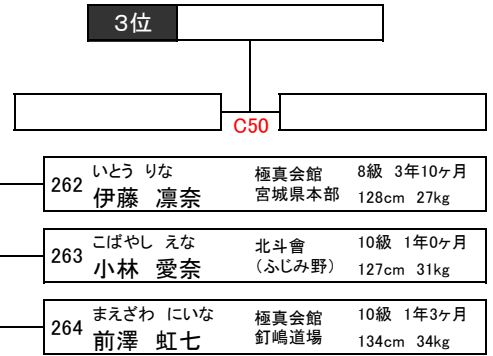 3位
C50
262 いとう りな 極真会館 8級 3年10ヶ月
伊藤 凛奈 宮城県本部 128cm 27kg
263 こばやし えな 北斗會 10級 1年0ヶ月
小林 愛奈 （ふじみ野） 127cm 31kg
264 まえざわ にいな 極真会館 10級 1年3ヶ月
前澤 虹七 釘嶋道場 134cm 34kg